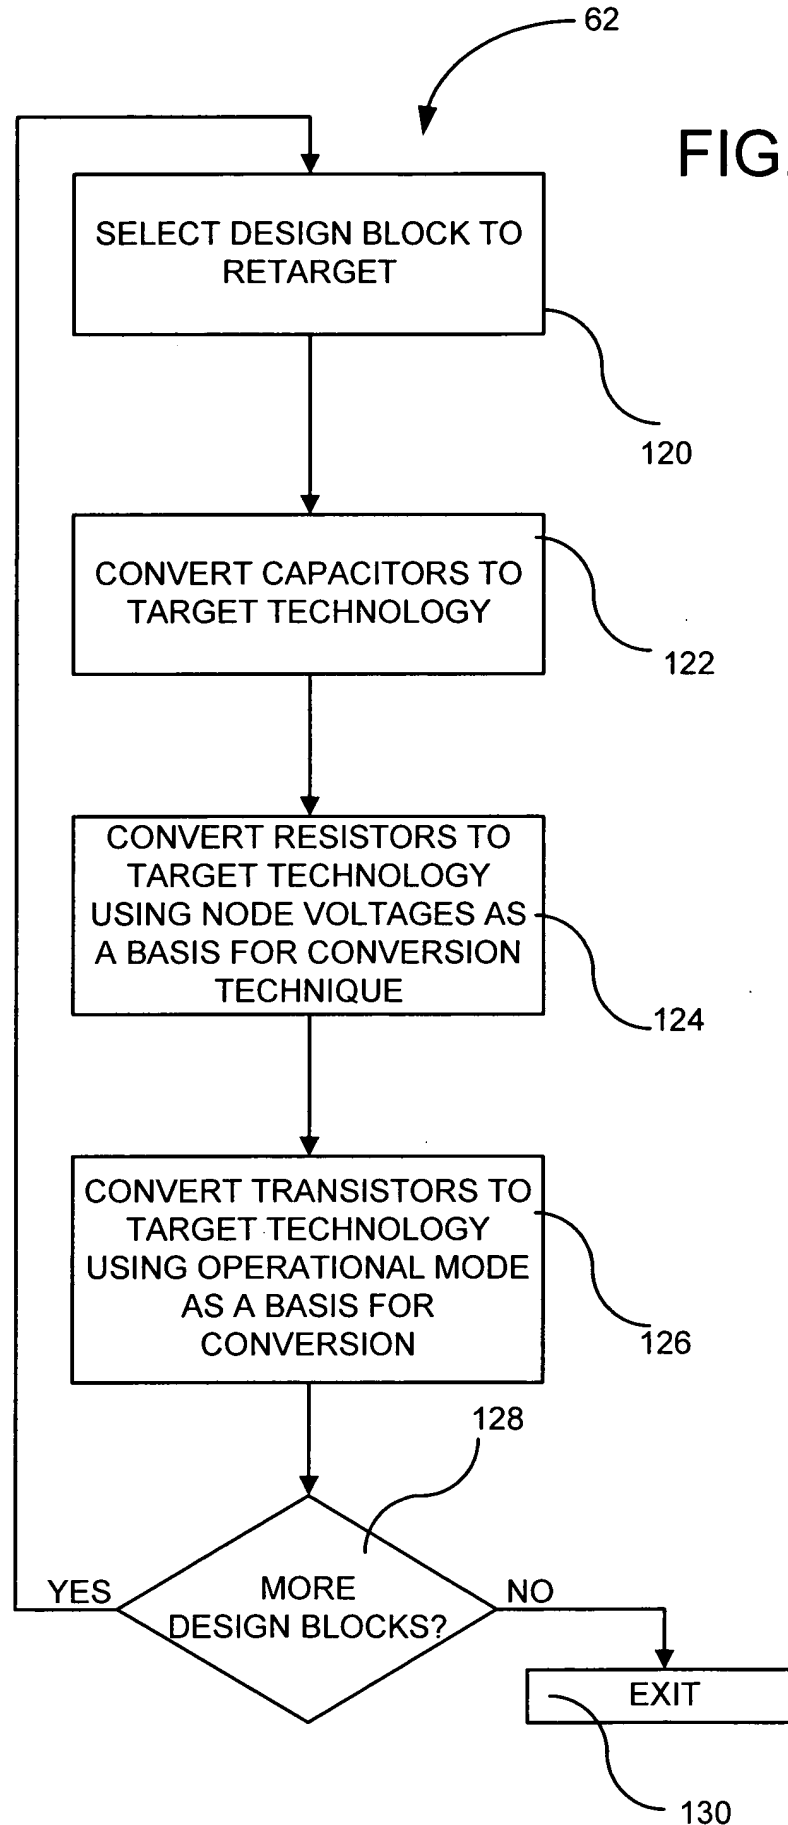 62
FIG.
SELECT DESIGN BLOCK TO
RETARGET
120
CONVERT CAPACITORS TO
TARGET TECHNOLOGY
122
CONVERT RESISTORS TO
TARGET TECHNOLOGY
USING NODE VOLTAGES AS
A BASIS FOR CONVERSION
TECHNIQUE
124
CONVERT TRANSISTORS TO
TARGET TECHNOLOGY
USING OPERATIONAL MODE
AS A BASIS FOR
CONVERSION
126
128
YES
MORE
DESIGN BLOCKS?
NO
EXIT
130